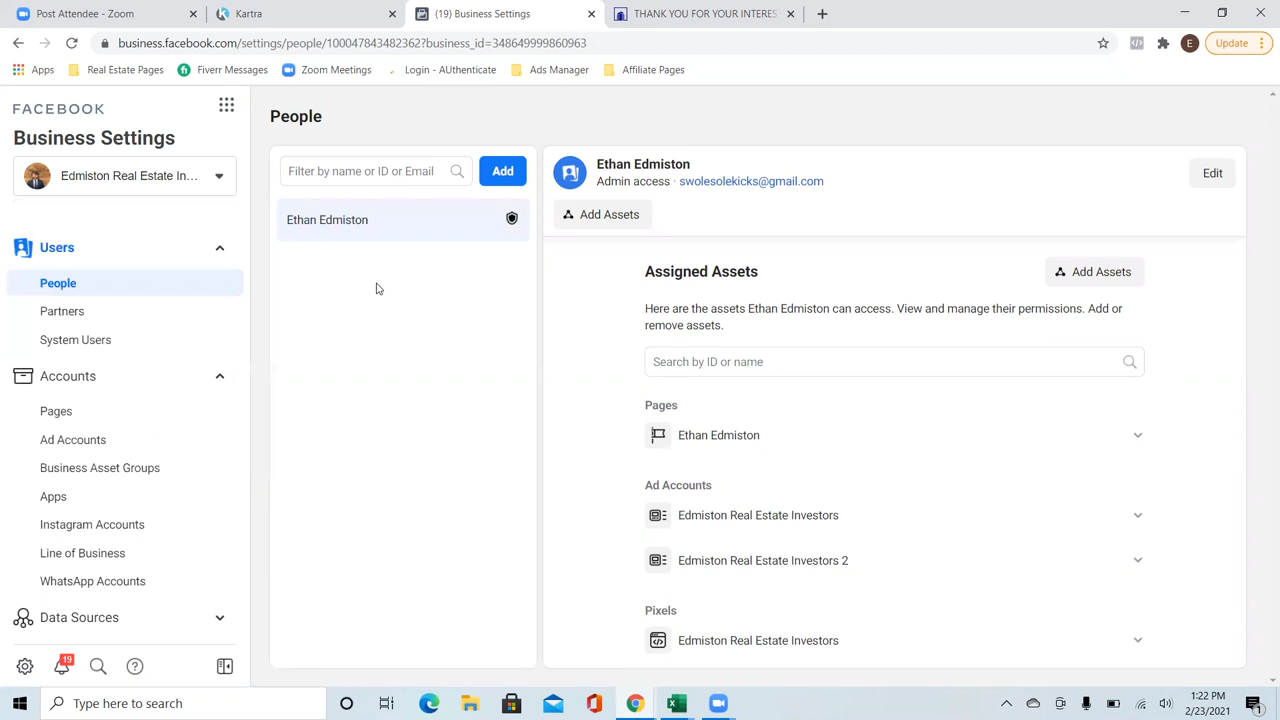 Post Attendee - Zoom
Kartra
(19) Business Settings
THANK YOU FOR YOUR INTERES
business.facebook.com/settings/people/100047843482362?business_id=348649999860963
E
Update
Apps
Real Estate Pages
Fiverr Messages
Zoom Meetings
Login - AUthenticate
Ads Manager
Affiliate Pages
FACEBOOK
Business Settings
Edmiston Real Estate In...
Users
People
Partners
System Users
Accounts
Pages
Ad Accounts
Business Asset Groups
Apps
Instagram Accounts
Line of Business
WhatsApp Accounts
Data Sources
19
People
Filter by name or ID or Email
Add
Ethan Edmiston
Ethan Edmiston
Admin access · swolesolekicks@gmail.com
Edit
Add Assets
Assigned Assets
Add Assets
Here are the assets Ethan Edmiston can access. View and manage their permissions. Add or
remove assets.
Search by ID or name
Pages
Ethan Edmiston
Ad Accounts
Edmiston Real Estate Investors
Edmiston Real Estate Investors 2
Pixels
Edmiston Real Estate Investors
Type here to search
1:22 PM
2/23/2021
1